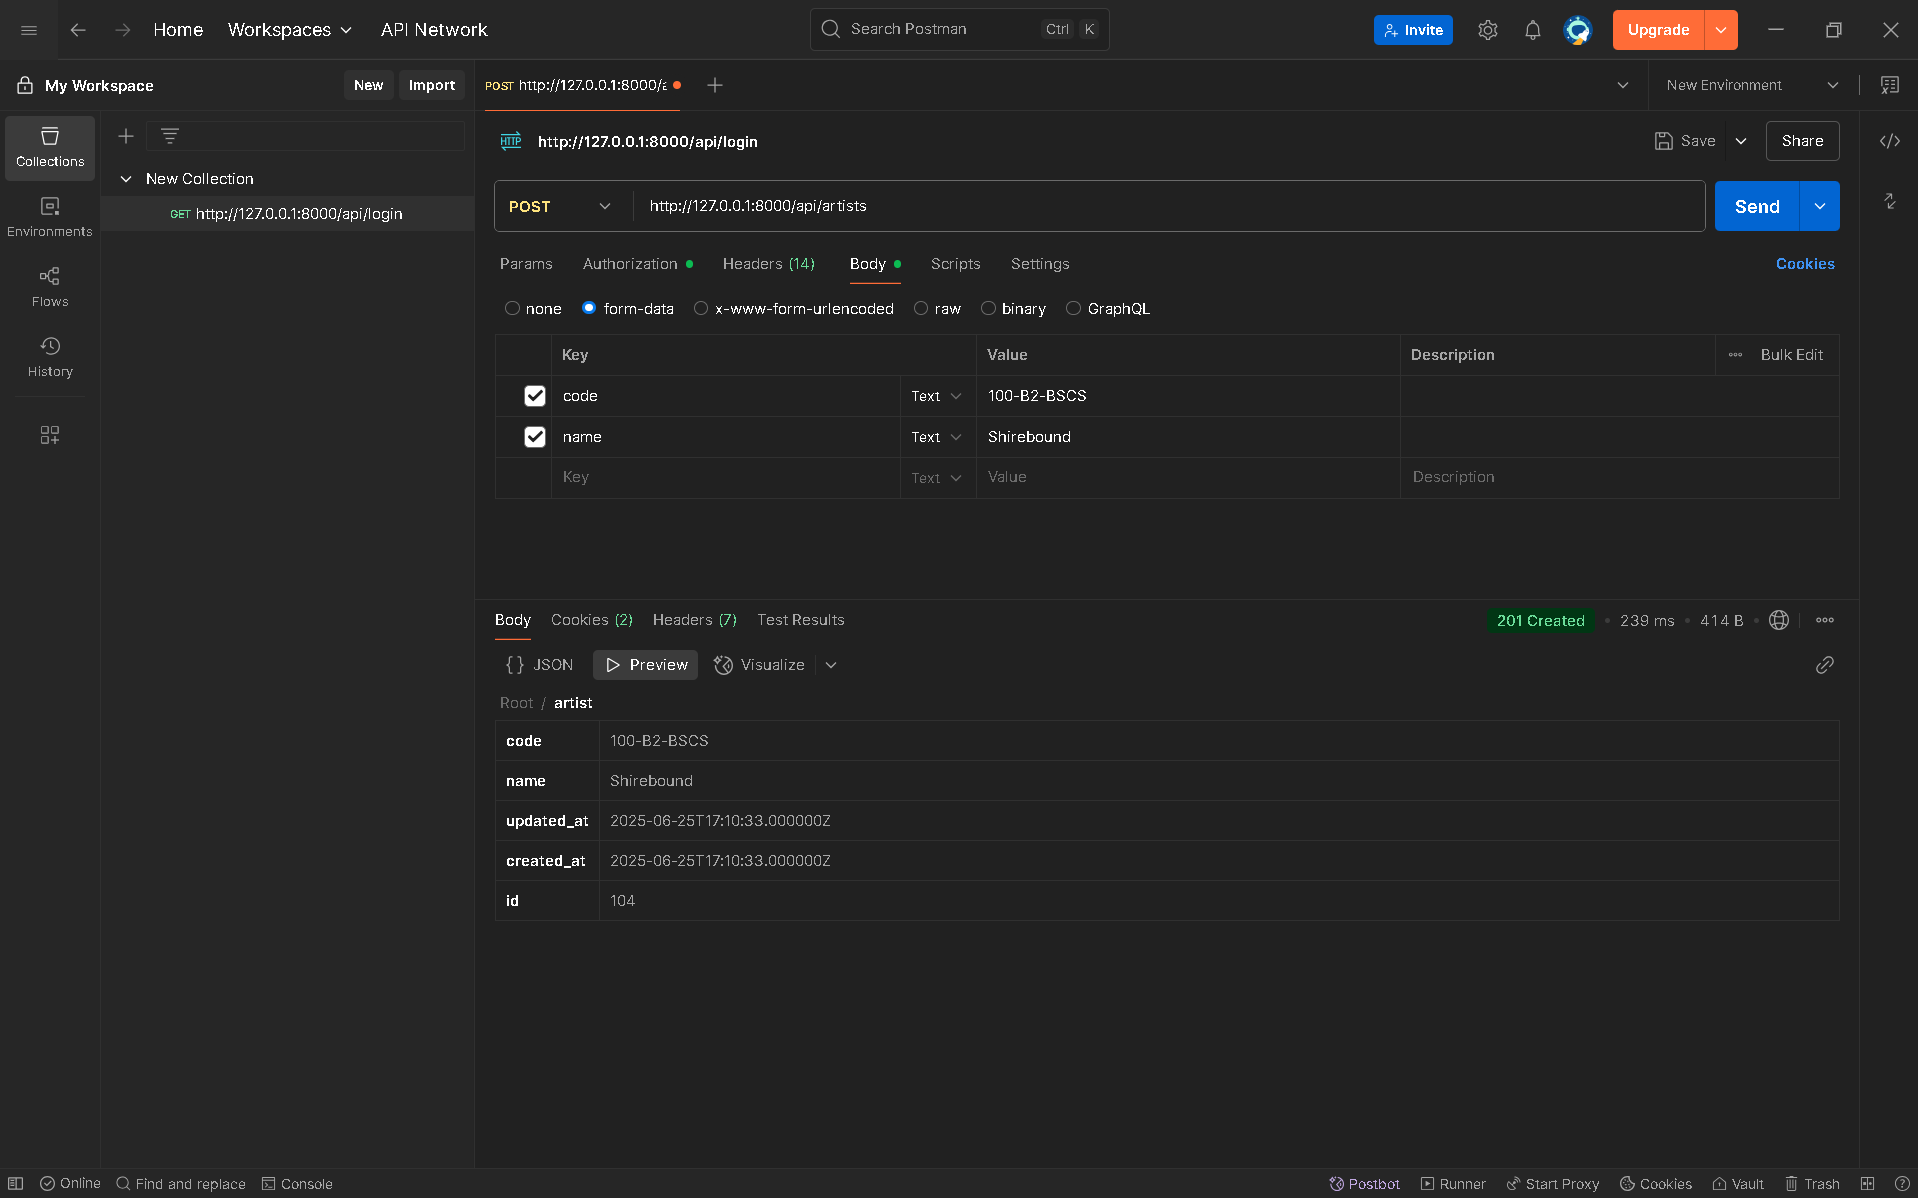 Home Workspaces API Network Search Postman Ctrl K Invite Upgrade
My Workspace New Import POST http://127.0.0.1:8000/a New Environment
Collections
Environments
Flows
History
New Collection
GET http://127.0.0.1:8000/api/login
HTTP http://127.0.0.1:8000/api/login Save Share
POST http://127.0.0.1:8000/api/artists Send
Params Authorization Headers (14) Body Scripts Settings Cookies
none form-data x-www-form-urlencoded raw binary GraphQL
Key Value Description Bulk Edit
code Text 100-B2-BSCS
name Text Shirebound
Key Text Value Description
Body Cookies (2) Headers (7) Test Results 201 Created 239 ms 414 B
{} JSON Preview Visualize
Root / artist
code 100-B2-BSCS
name Shirebound
updated_at 2025-06-25T17:10:33.000000Z
created_at 2025-06-25T17:10:33.000000Z
id 104
Online Find and replace Console Postbot Runner Start Proxy Cookies Vault Trash